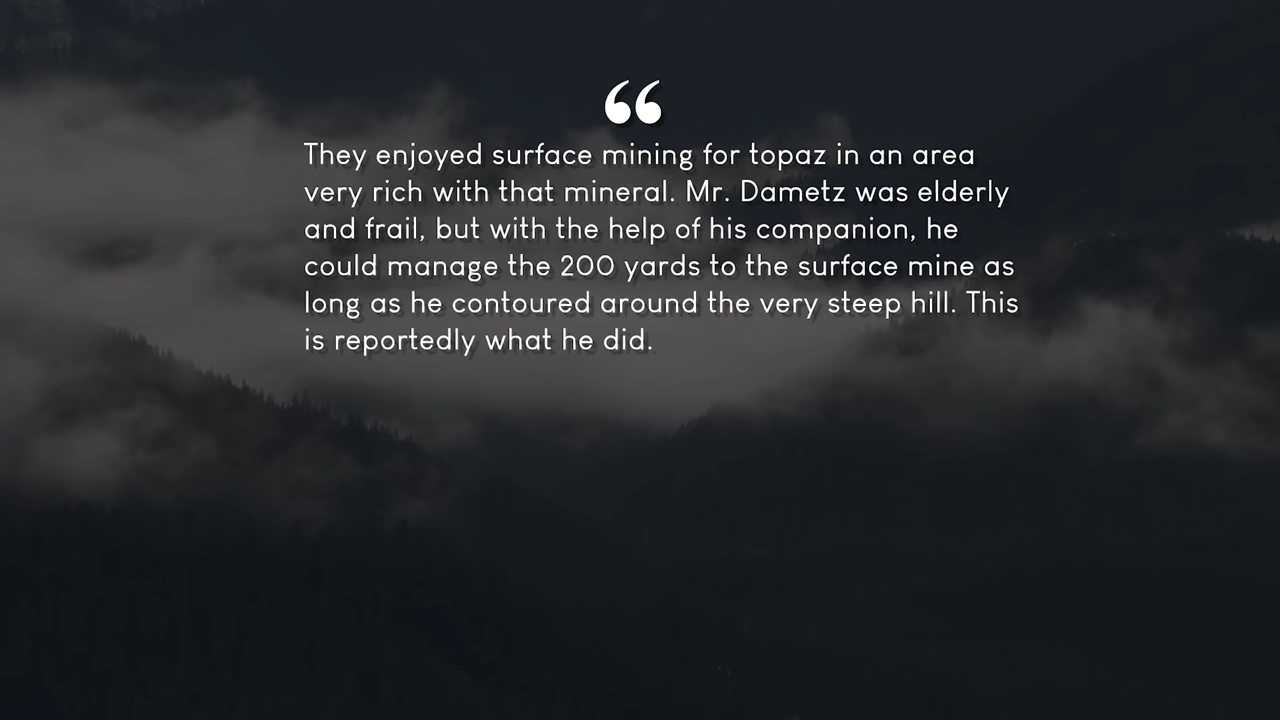 “
They enjoyed surface mining for topaz in an area
very rich with that mineral. Mr. Dametz was elderly
and frail, but with the help of his companion, he
could manage the 200 yards to the surface mine as
long as he contoured around the very steep hill. This
is reportedly what he did.